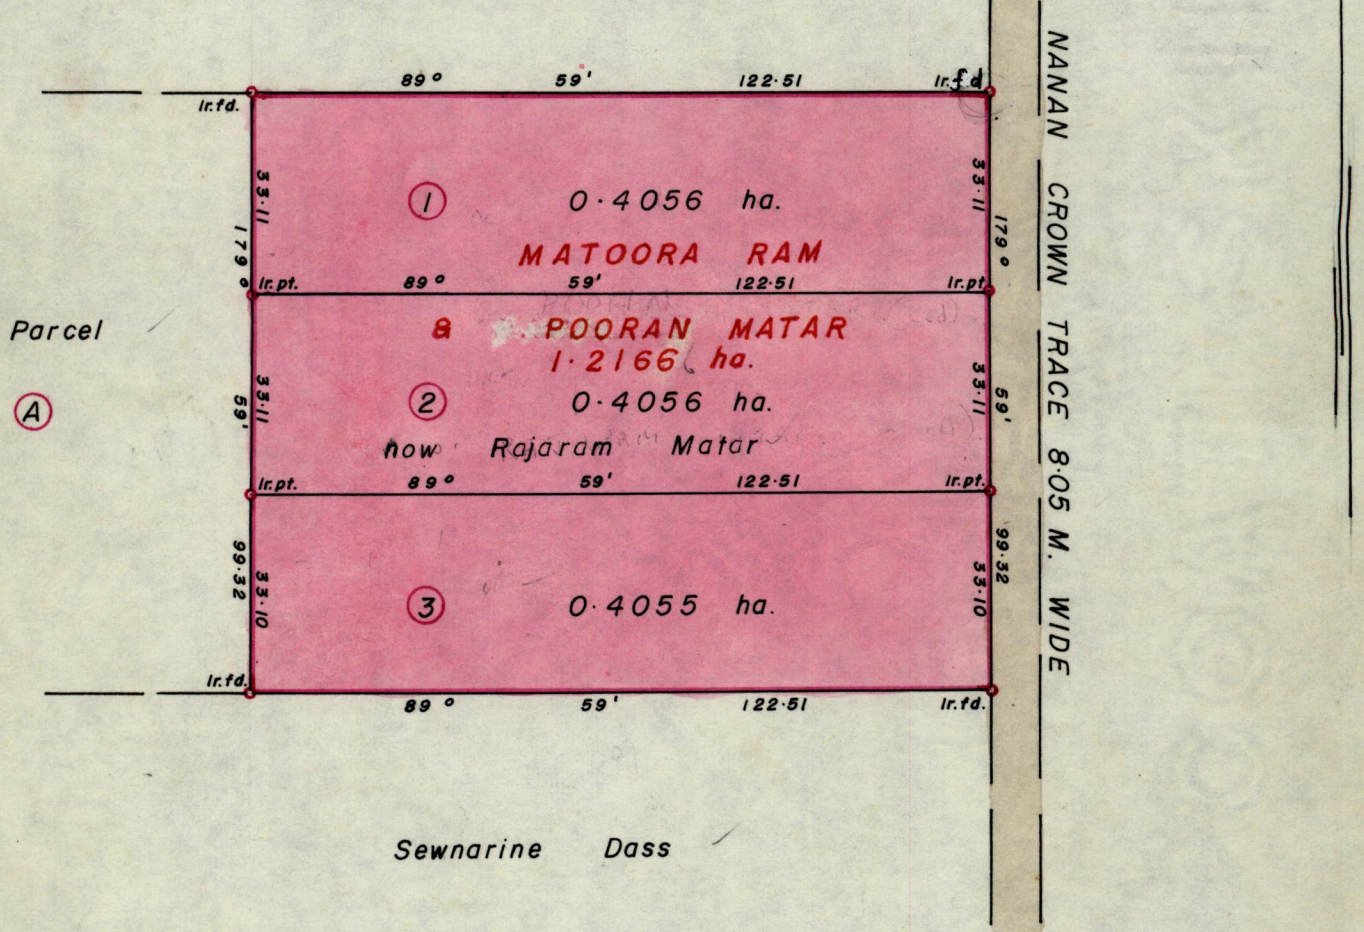 89° 59' 122·51
Ir.fd. Ir.fd
33·11 33·11
1 0·4056 ha.
MATOORA RAM
179° 179°
Ir.pt. 89° 59' 122·51 Ir.pt.
& POORAN MATAR
1·2166 ha.
Parcel
A
33·11 33·11
59' 59'
2 0·4056 ha.
now Rajaram Matar
Ir.pt. 89° 59' 122·51 Ir.pt.
99·32 99·32
33·10 33·10
3 0·4055 ha.
Ir.fd. Ir.fd.
89° 59' 122·51
NANAN CROWN TRACE 8·05 M. WIDE
Sewnarine Dass